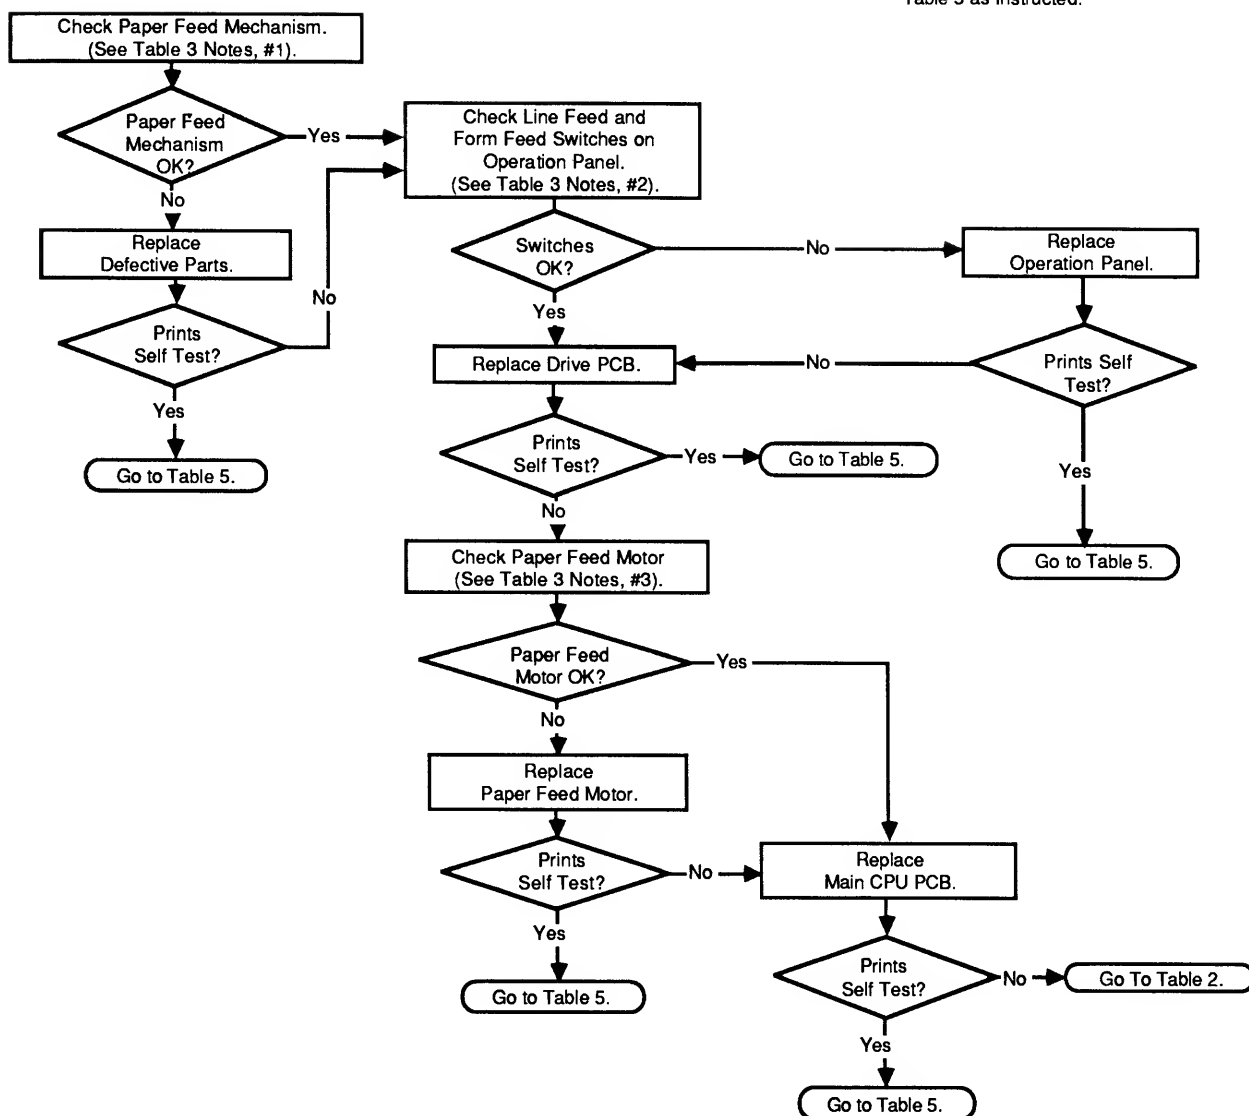 Table 5 as Instructed.
Check Paper Feed Mechanism.
(See Table 3 Notes, #1).
Paper Feed
Mechanism
OK?
Yes
No
Replace
Defective Parts.
Prints
Self Test?
No
Yes
Go to Table 5.
Check Line Feed and
Form Feed Switches on
Operation Panel.
(See Table 3 Notes, #2).
Switches
OK?
No
Yes
Replace
Operation Panel.
Prints Self
Test?
No
Yes
Go to Table 5.
Replace Drive PCB.
Prints
Self Test?
Yes
Go to Table 5.
No
Check Paper Feed Motor
(See Table 3 Notes, #3).
Paper Feed
Motor OK?
Yes
No
Replace
Paper Feed Motor.
Prints
Self Test?
No
Yes
Go to Table 5.
Replace
Main CPU PCB.
Prints
Self Test?
No
Go To Table 2.
Yes
Go to Table 5.